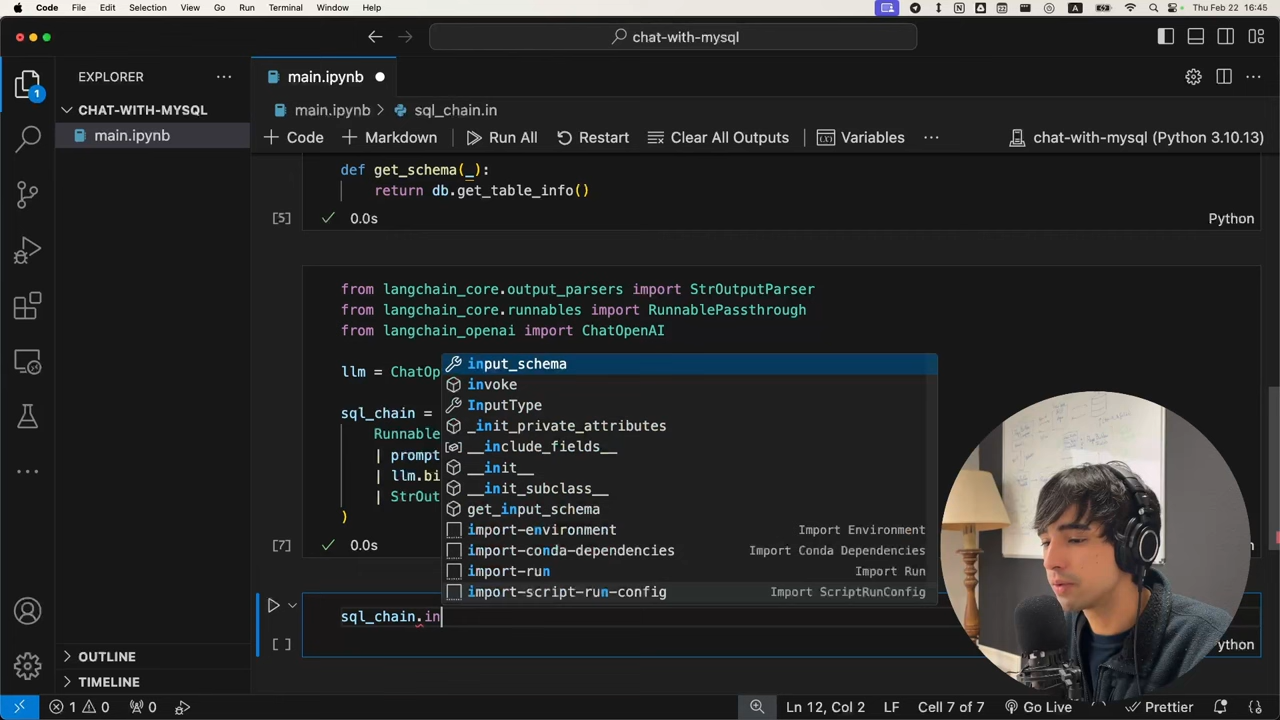 Code File Edit Selection View Go Run Terminal Window Help Thu Feb 22 16:45
chat-with-mysql
EXPLORER
main.ipynb
CHAT-WITH-MYSQL
main.ipynb > sql_chain.in
main.ipynb
+ Code + Markdown Run All Restart Clear All Outputs Variables ... chat-with-mysql (Python 3.10.13)
def get_schema(_):
return db.get_table_info()
[5] 0.0s Python
from langchain_core.output_parsers import StrOutputParser
from langchain_core.runnables import RunnablePassthrough
from langchain_openai import ChatOpenAI
llm = ChatOp
sql_chain =
Runnable
| prompt
| llm.bi
| StrOut
)
[7] 0.0s
input_schema
invoke
InputType
_init_private_attributes
__include_fields__
__init__
__init_subclass__
get_input_schema
import-environment Import Environment
import-conda-dependencies Import Conda Dependencies
import-run Import Run
import-script-run-config Import ScriptRunConfig
sql_chain.in
[ ] Python
1
OUTLINE
TIMELINE
1 0 0 Ln 12, Col 2 LF Cell 7 of 7 Go Live Prettier